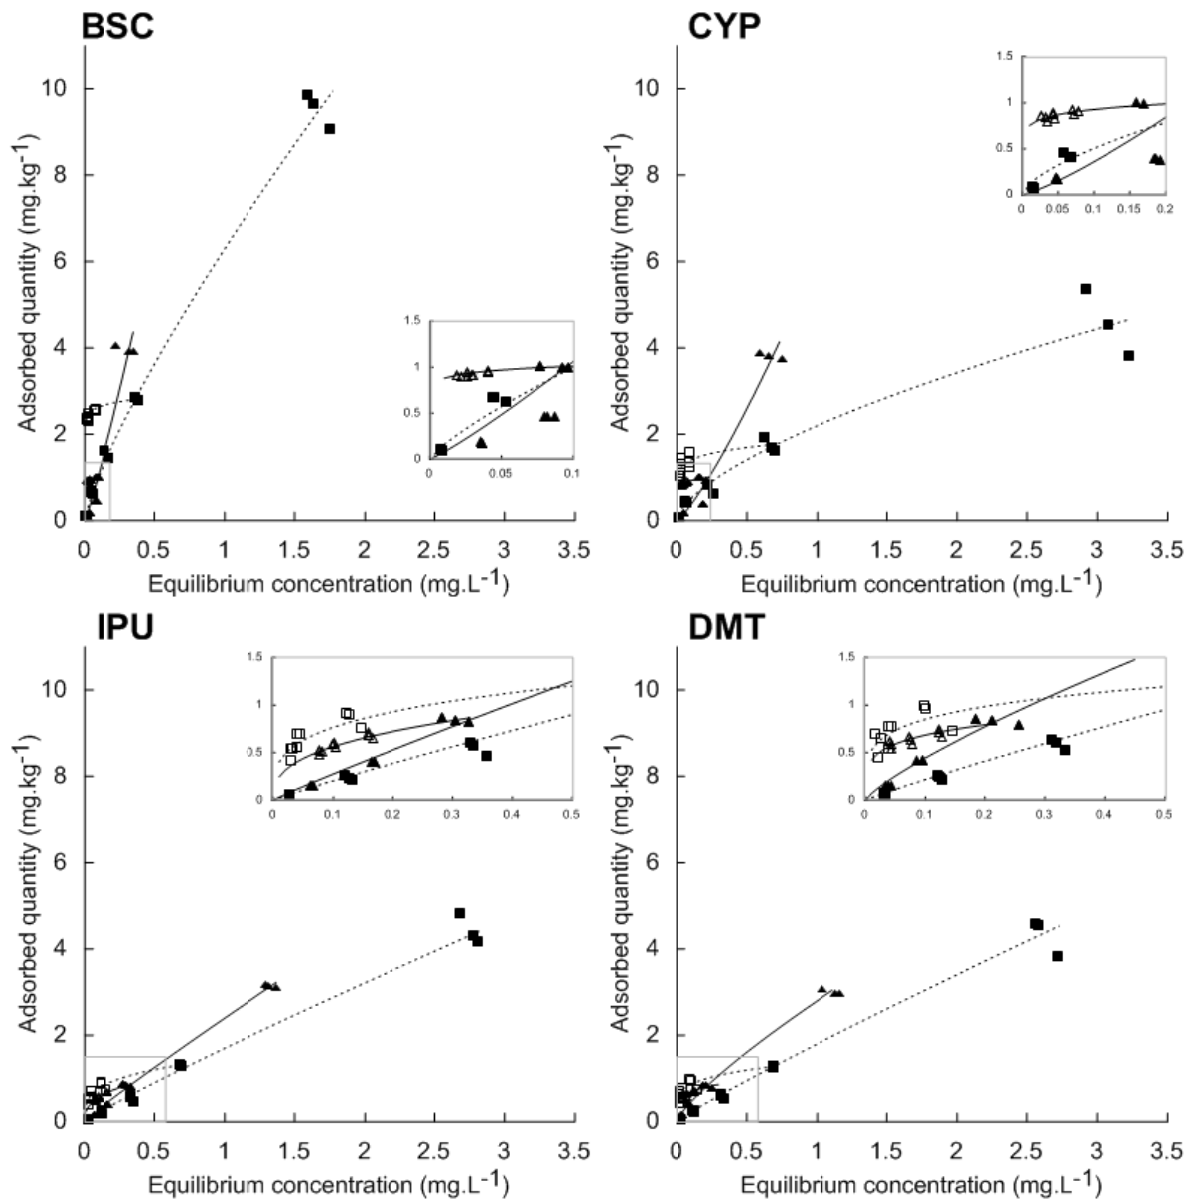 BSC
Adsorbed quantity (mg.kg⁻¹)
10
8
6
4
2
0
0 0.5 1 1.5 2 2.5 3 3.5
Equilibrium concentration (mg.L⁻¹)
1.5
1
0.5
0
0 0.05 0.1
CYP
Adsorbed quantity (mg.kg⁻¹)
10
8
6
4
2
0
0 0.5 1 1.5 2 2.5 3 3.5
Equilibrium concentration (mg.L⁻¹)
1.5
1
0.5
0
0 0.05 0.1 0.15 0.2
IPU
Adsorbed quantity (mg.kg⁻¹)
10
8
6
4
2
0
0 0.5 1 1.5 2 2.5 3 3.5
Equilibrium concentration (mg.L⁻¹)
1.5
1
0.5
0
0 0.1 0.2 0.3 0.4 0.5
DMT
Adsorbed quantity (mg.kg⁻¹)
10
8
6
4
2
0
0 0.5 1 1.5 2 2.5 3 3.5
Equilibrium concentration (mg.L⁻¹)
1.5
1
0.5
0
0 0.1 0.2 0.3 0.4 0.5